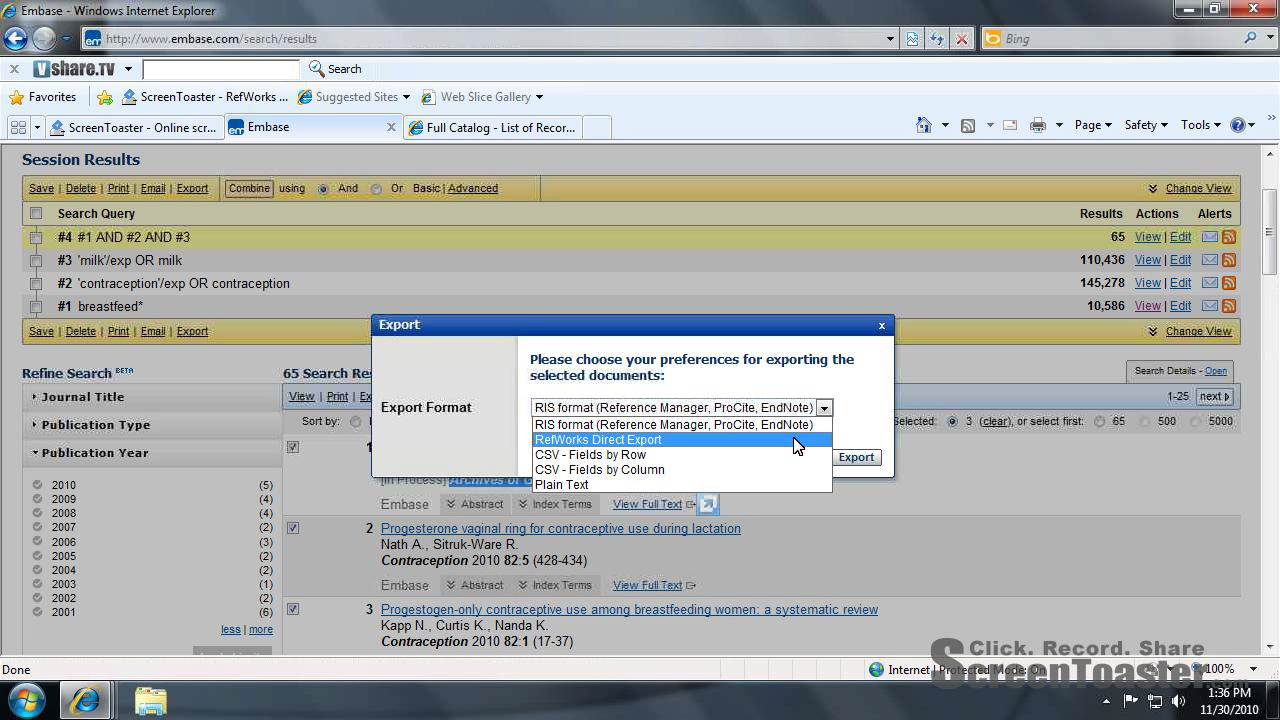 Embase - Windows Internet Explorer
http://www.embase.com/search/results
Bing
x vshare.TV Search
Favorites ScreenToaster - RefWorks ... Suggested Sites Web Slice Gallery
ScreenToaster - Online scr... Embase x Full Catalog - List of Recor... Page Safety Tools »
Session Results
Save | Delete | Print | Email | Export Combine using And Or Basic | Advanced Change View
Search Query Results Actions Alerts
#4 #1 AND #2 AND #3 65 View | Edit
#3 'milk'/exp OR milk 110,436 View | Edit
#2 'contraception'/exp OR contraception 145,278 View | Edit
#1 breastfeed* 10,586 View | Edit
Save | Delete | Print | Email | Export Change View
Export x
Please choose your preferences for exporting the
selected documents:
Export Format
RIS format (Reference Manager, ProCite, EndNote)
RIS format (Reference Manager, ProCite, EndNote)
RefWorks Direct Export
CSV - Fields by Row
CSV - Fields by Column
Plain Text
Export
Refine Search BETA
Journal Title
Publication Type
Publication Year
2010 (5)
2009 (2)
2008 (2)
2007 (2)
2006 (3)
2005 (2)
2004 (2)
2003 (1)
2002 (2)
2001 (6)
less | more
65 Search Res
Search Details - Open
View | Print | Ex
1-25 next
Sort by:
Selected: 3 (clear), or select first) 65 500 5000
1
[In Process] Archives of G
Embase Abstract Index Terms View Full Text
2 Progesterone vaginal ring for contraceptive use during lactation
Nath A., Sitruk-Ware R.
Contraception 2010 82:5 (428-434)
Embase Abstract Index Terms View Full Text
3 Progestogen-only contraceptive use among breastfeeding women: a systematic review
Kapp N., Curtis K., Nanda K.
Contraception 2010 82:1 (17-37)
Click. Record. Share
ScreenToaster.com
Done Internet | Protected Mode: On 100%
1:36 PM
11/30/2010